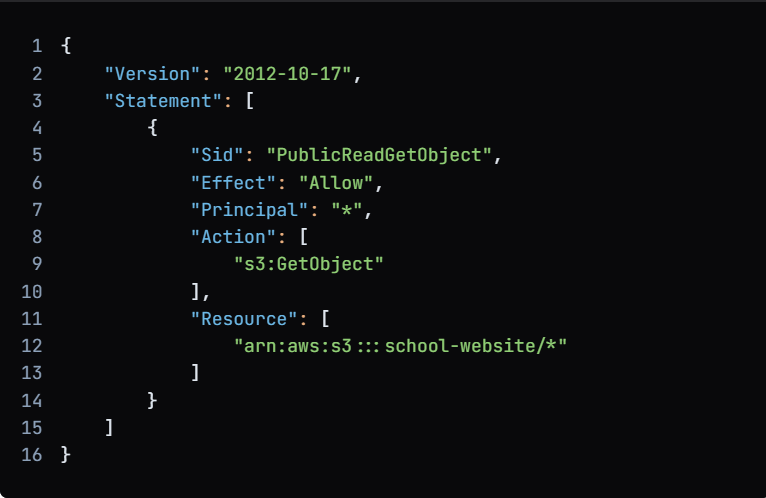 1 {
2     "Version": "2012-10-17",
3     "Statement": [
4         {
5             "Sid": "PublicReadGetObject",
6             "Effect": "Allow",
7             "Principal": "*",
8             "Action": [
9                 "s3:GetObject"
10             ],
11             "Resource": [
12                 "arn:aws:s3:::school-website/*"
13             ]
14         }
15     ]
16 }